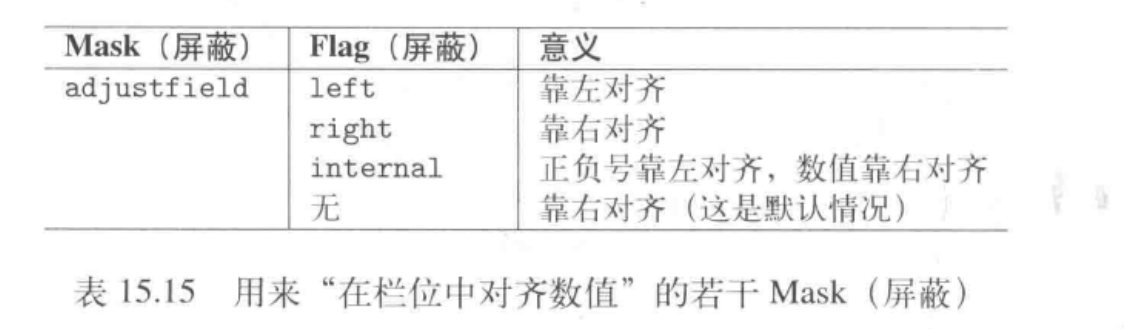 Mask（屏蔽） Flag（屏蔽） 意义
adjustfield left 靠左对齐
right 靠右对齐
internal 正负号靠左对齐，数值靠右对齐
无 靠右对齐（这是默认情况）
表 15.15 用来“在栏位中对齐数值”的若干 Mask（屏蔽）